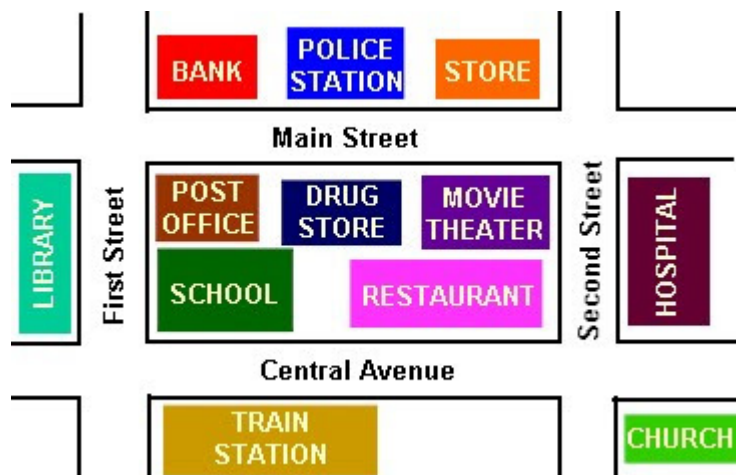 BANK
POLICE
STATION
STORE
Main Street
LIBRARY
First Street
POST
OFFICE
DRUG
STORE
MOVIE
THEATER
Second Street
HOSPITAL
SCHOOL
RESTAURANT
Central Avenue
TRAIN
STATION
CHURCH